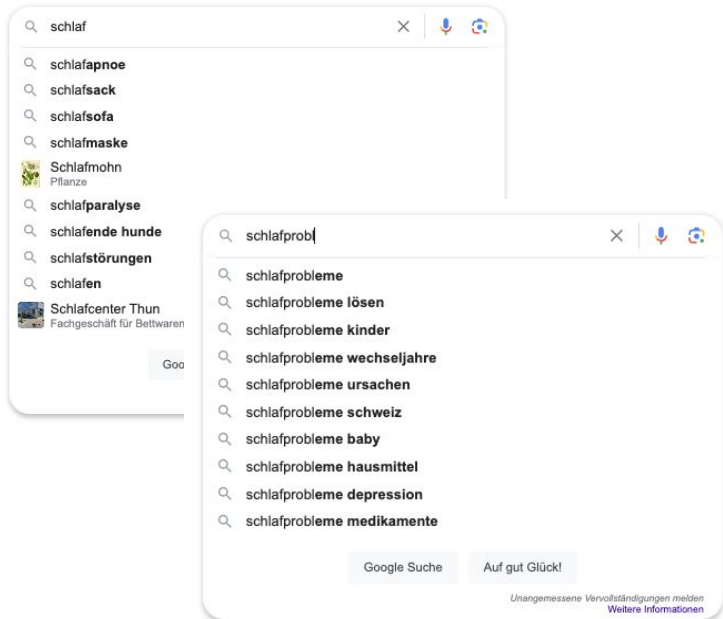 schlaf
schlafapnoe
schlafsack
schlafsofa
schlafmaske
Schlafmohn
Pflanze
schlafparalyse
schlafende hunde
schlafstörungen
schlafen
Schlafcenter Thun
Fachgeschäft für Bettwaren
Goo
schlafprobl
schlafprobleme
schlafprobleme lösen
schlafprobleme kinder
schlafprobleme wechseljahre
schlafprobleme ursachen
schlafprobleme schweiz
schlafprobleme baby
schlafprobleme hausmittel
schlafprobleme depression
schlafprobleme medikamente
Google Suche Auf gut Glück!
Unangemessene Vervollständigungen melden
Weitere Informationen